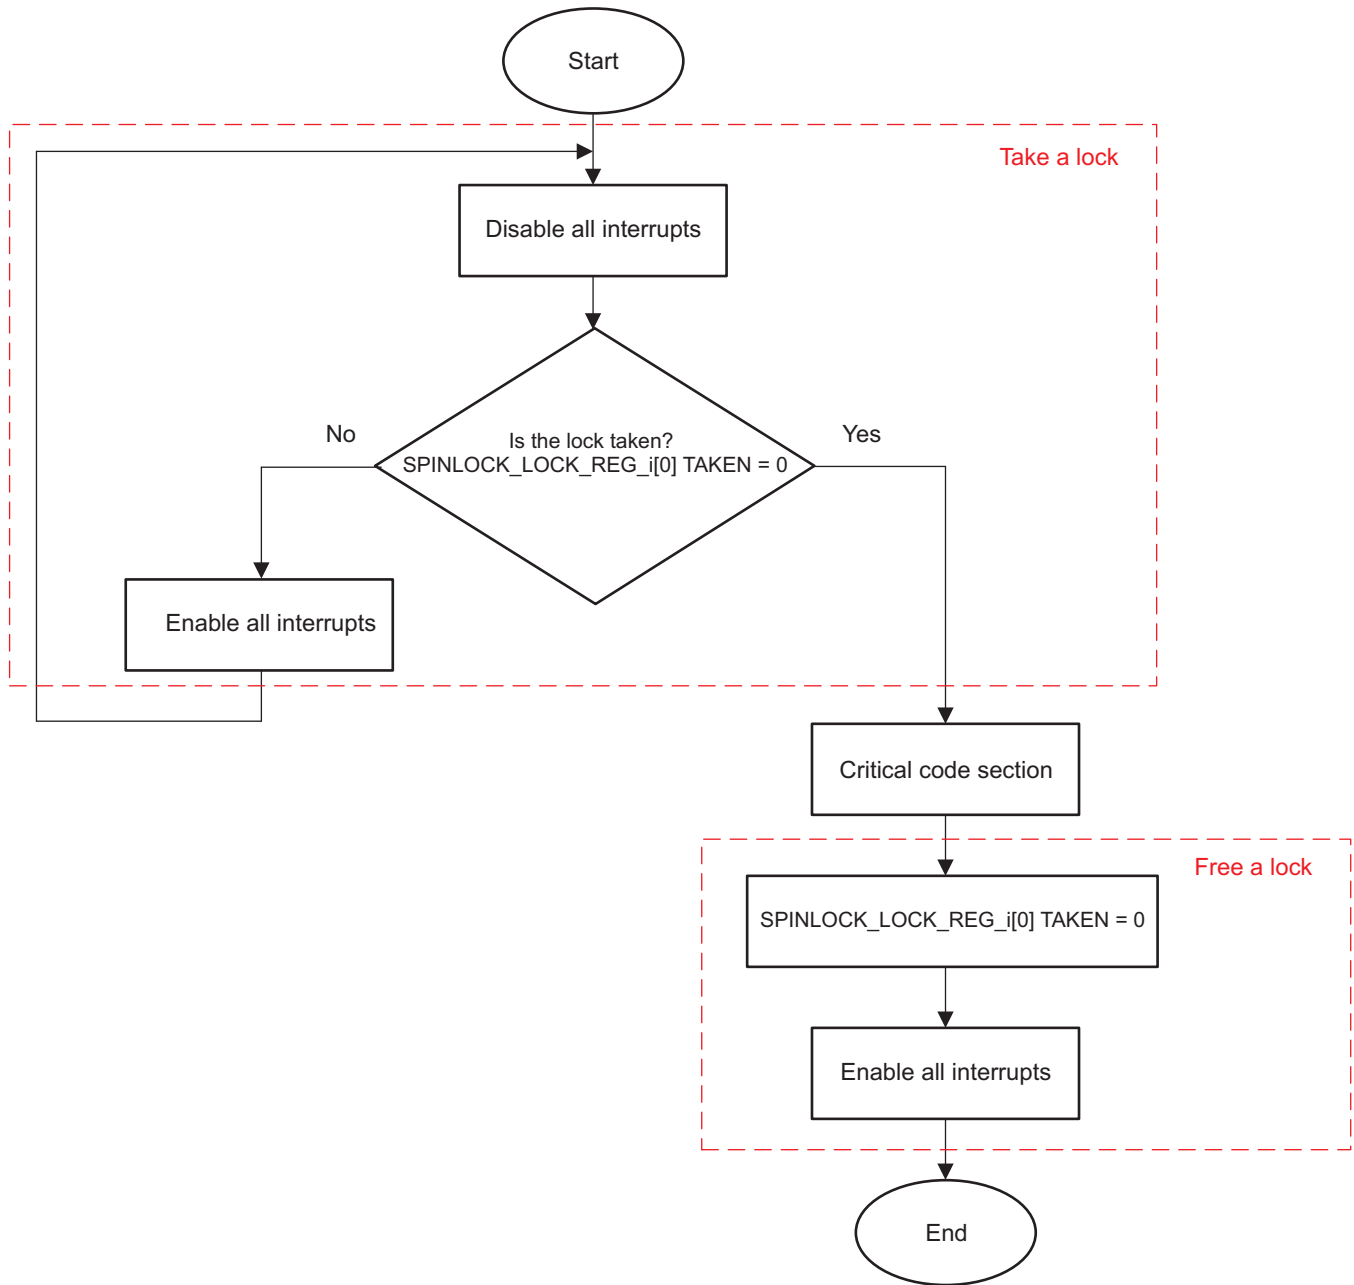 Start
Take a lock
Disable all interrupts
No
Yes
Is the lock taken?
SPINLOCK_LOCK_REG_i[0] TAKEN = 0
Enable all interrupts
Critical code section
Free a lock
SPINLOCK_LOCK_REG_i[0] TAKEN = 0
Enable all interrupts
End